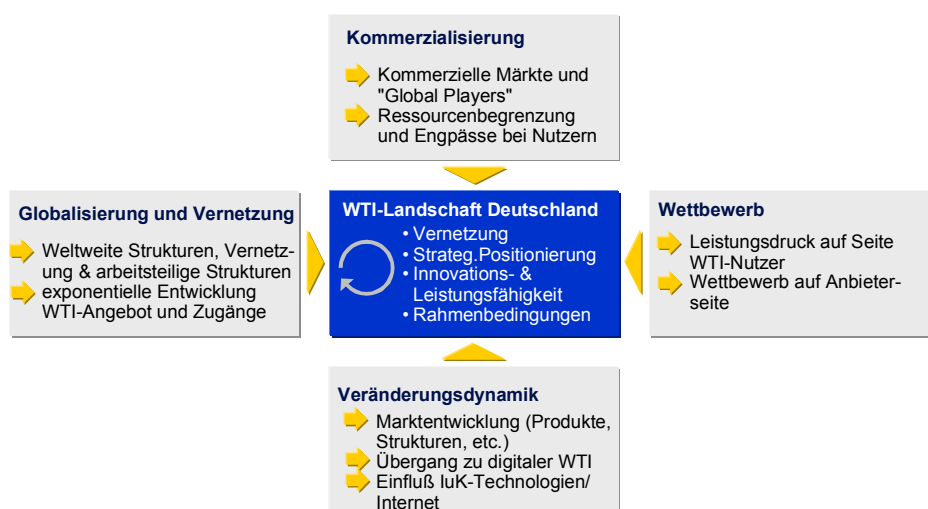 Kommerzialisierung
Kommerzielle Märkte und
"Global Players"
Ressourcenbegrenzung
und Engpässe bei Nutzern
Globalisierung und Vernetzung
Weltweite Strukturen, Vernetz-
ung & arbeitsteilige Strukturen
exponentielle Entwicklung
WTI-Angebot und Zugänge
WTI-Landschaft Deutschland
• Vernetzung
• Strateg.Positionierung
• Innovations- &
Leistungsfähigkeit
• Rahmenbedingungen
Wettbewerb
Leistungsdruck auf Seite
WTI-Nutzer
Wettbewerb auf Anbieter-
seite
Veränderungsdynamik
Marktentwicklung (Produkte,
Strukturen, etc.)
Übergang zu digitaler WTI
Einfluß IuK-Technologien/
Internet